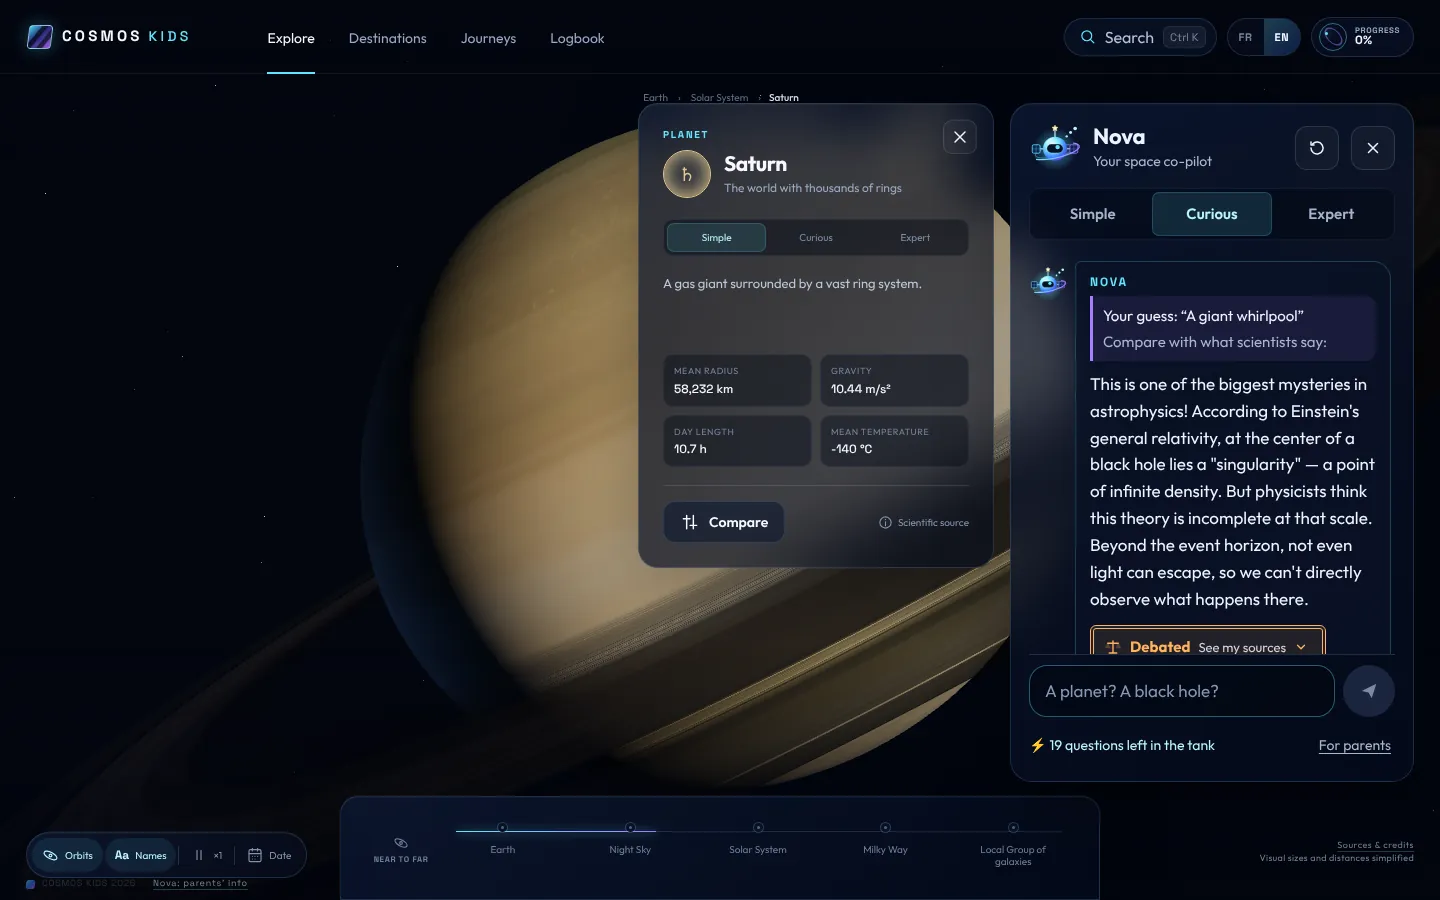 COSMOS KIDS
Explore
Destinations
Journeys
Logbook
Search Ctrl K
FR
EN
PROGRESS
0%
Earth › Solar System › Saturn
PLANET
♄
Saturn
The world with thousands of rings
Simple
Curious
Expert
A gas giant surrounded by a vast ring system.
MEAN RADIUS
58,232 km
GRAVITY
10.44 m/s²
DAY LENGTH
10.7 h
MEAN TEMPERATURE
-140 °C
Compare
Scientific source
Nova
Your space co-pilot
Simple
Curious
Expert
NOVA
Your guess: “A giant whirlpool”
Compare with what scientists say:
This is one of the biggest mysteries in
astrophysics! According to Einstein's
general relativity, at the center of a
black hole lies a "singularity" — a point
of infinite density. But physicists think
this theory is incomplete at that scale.
Beyond the event horizon, not even
light can escape, so we can't directly
observe what happens there.
Debated See my sources
A planet? A black hole?
⚡ 19 questions left in the tank
For parents
NEAR TO FAR
Earth
Night Sky
Solar System
Milky Way
Local Group of
galaxies
Orbits
Aa Names
×1
Date
COSMOS KIDS 2026
Nova: parents' info
Sources & credits
Visual sizes and distances simplified